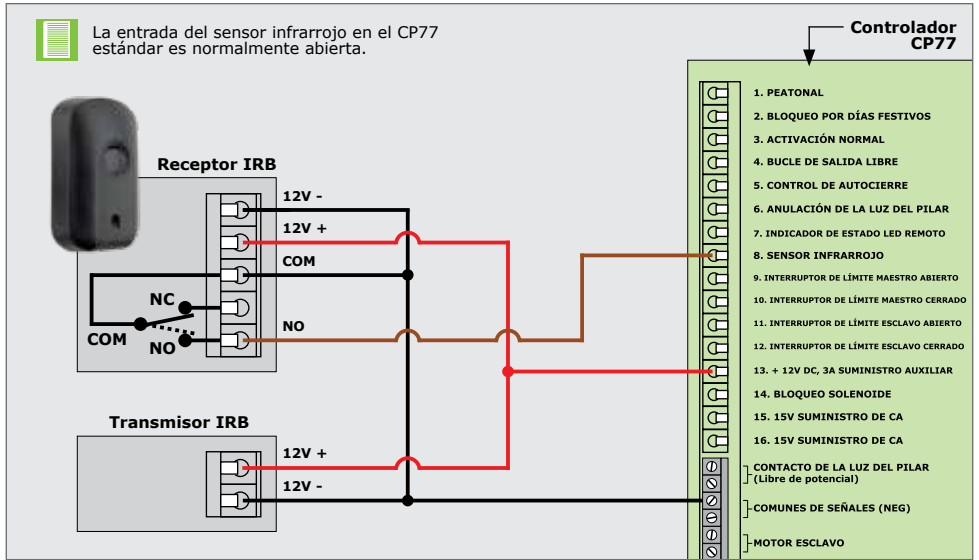 La entrada del sensor infrarrojo en el CP77
estándar es normalmente abierta.
Controlador
CP77
Receptor IRB
12V -
12V +
COM
NC
COM
NO
NO
Transmisor IRB
12V +
12V -
1. PEATONAL
2. BLOQUEO POR DÍAS FESTIVOS
3. ACTIVACIÓN NORMAL
4. BUCLE DE SALIDA LIBRE
5. CONTROL DE AUTOCIERRE
6. ANULACIÓN DE LA LUZ DEL PILAR
7. INDICADOR DE ESTADO LED REMOTO
8. SENSOR INFRARROJO
9. INTERRUPTOR DE LÍMITE MAESTRO ABIERTO
10. INTERRUPTOR DE LÍMITE MAESTRO CERRADO
11. INTERRUPTOR DE LÍMITE ESCLAVO ABIERTO
12. INTERRUPTOR DE LÍMITE ESCLAVO CERRADO
13. + 12V DC, 3A SUMINISTRO AUXILIAR
14. BLOQUEO SOLENOIDE
15. 15V SUMINISTRO DE CA
16. 15V SUMINISTRO DE CA
CONTACTO DE LA LUZ DEL PILAR
(Libre de potencial)
COMUNES DE SEÑALES (NEG)
MOTOR ESCLAVO